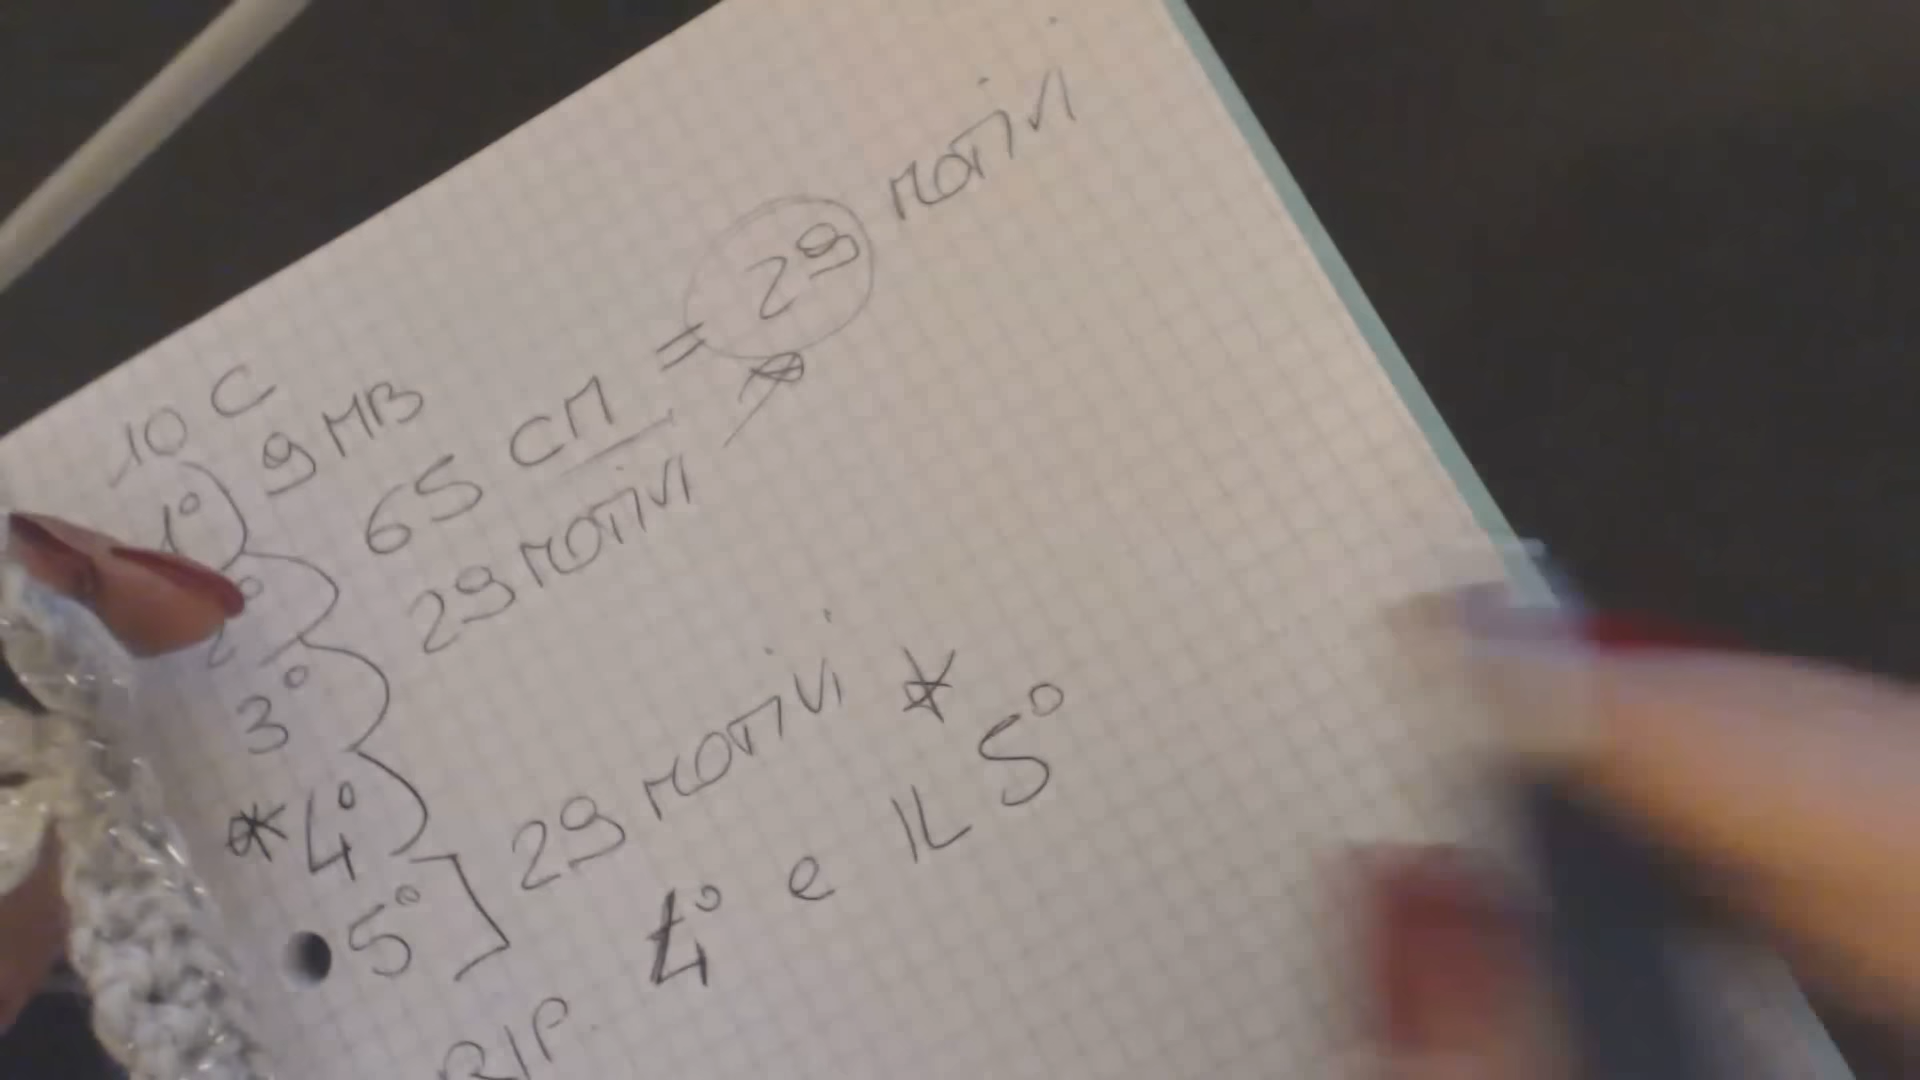 10 C
1° 9 MB
2° 65 CM = 29 MOTIVI
3° 29 MOTIVI
*4°
5° 29 MOTIVI *
RIP. 4° e IL 5°